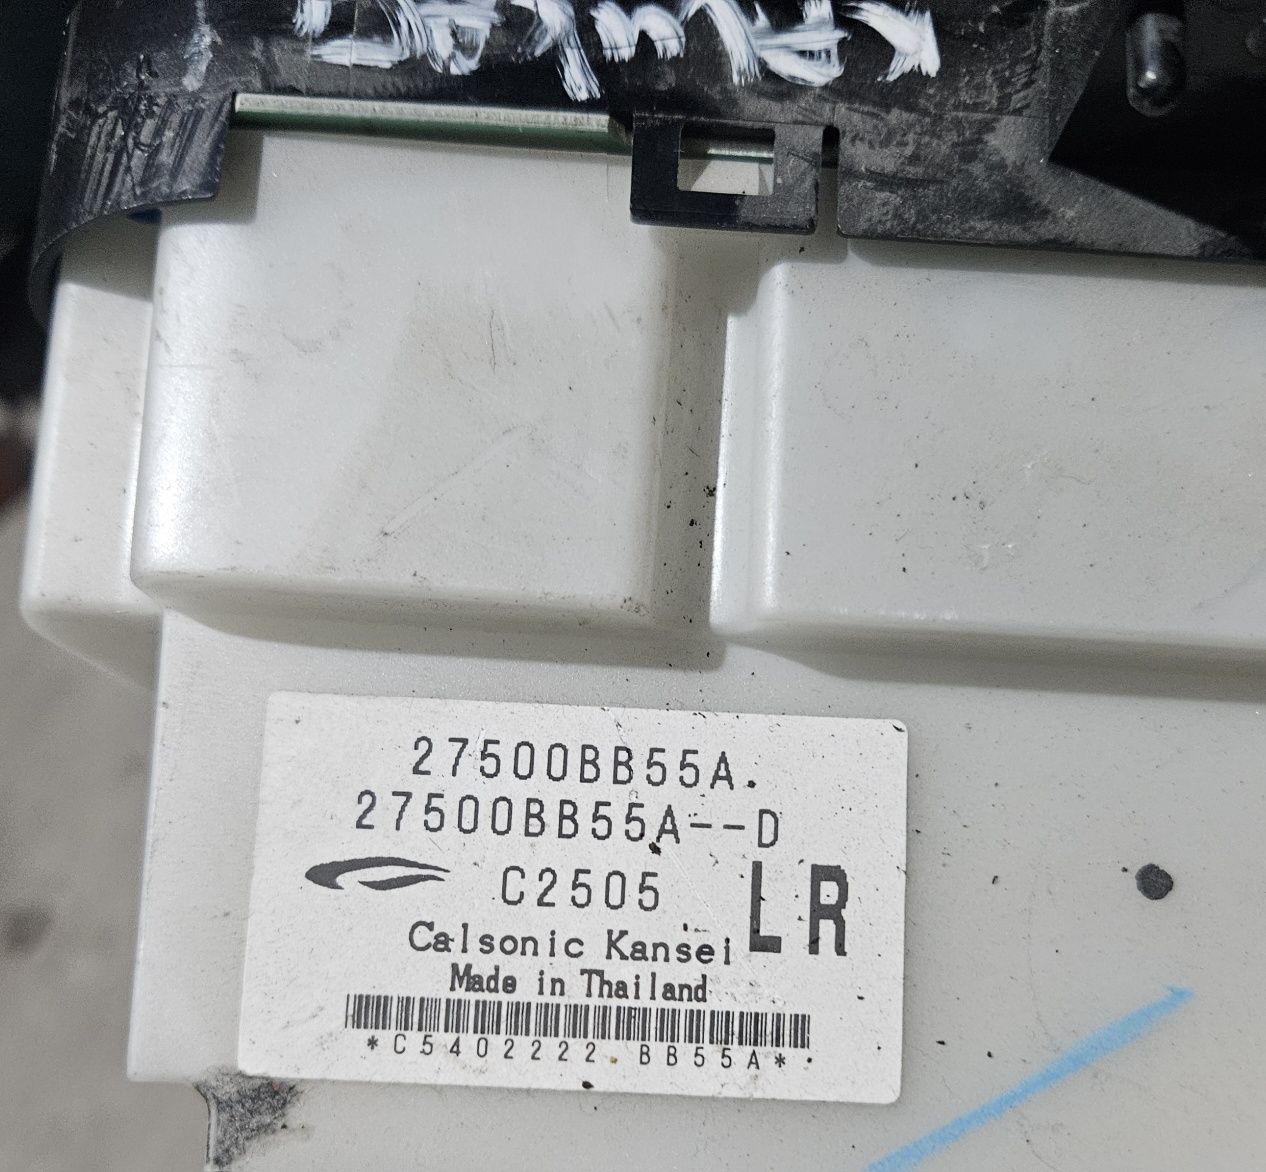 27500BB55A.
27500BB55A--D
C2505
LR
Calsonic Kansei
Made in Thailand
*C5402222 BB55A*